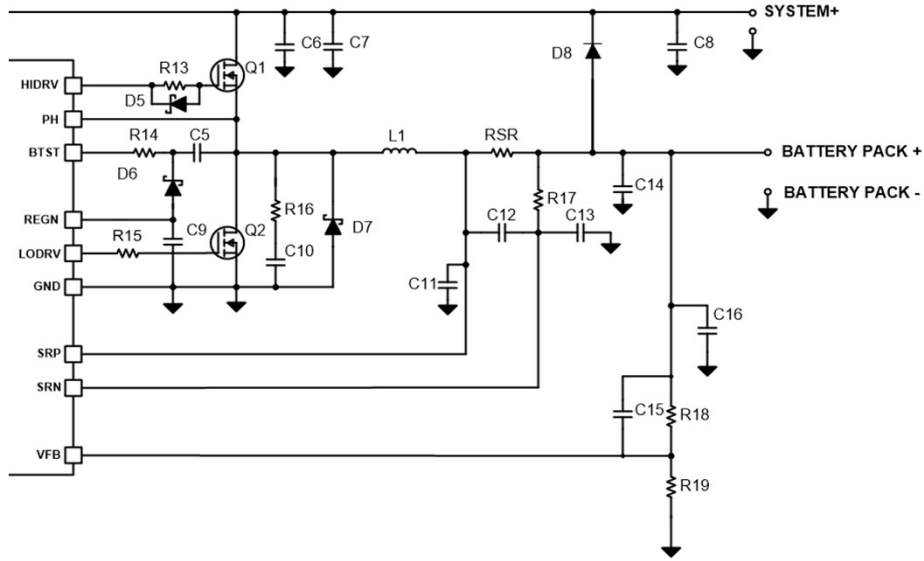 SYSTEM+
C6 C7 D8 C8
R13
Q1
HIDRV
D5
PH
R14 C5 L1 RSR
BTST BATTERY PACK +
D6
C14
R16 R17 BATTERY PACK -
REGN
C12 C13
R15 C9 Q2 D7
LODRV
C10
GND C11
C16
SRP
SRN
C15 R18
VFB
R19